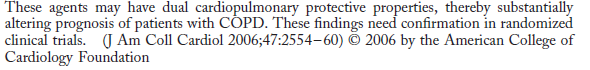 These agents may have dual cardiopulmonary protective properties, thereby substantially
altering prognosis of patients with COPD. These findings need confirmation in randomized
clinical trials. (J Am Coll Cardiol 2006;47:2554–60) © 2006 by the American College of
Cardiology Foundation